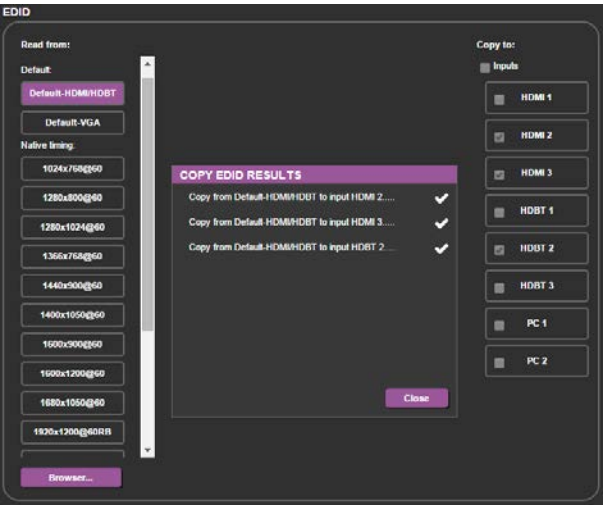 EDID
Read from:
Default:
Default-HDMI/HDBT
Default-VGA
Native timing:
1024x768@60
1280x800@60
1280x1024@60
1366x768@60
1440x900@60
1400x1050@60
1600x900@60
1600x1200@60
1680x1050@60
1920x1200@60RB
Browser...
COPY EDID RESULTS
Copy from Default-HDMI/HDBT to input HDMI 2.....
Copy from Default-HDMI/HDBT to input HDMI 3.....
Copy from Default-HDMI/HDBT to input HDBT 2.....
Close
Copy to:
Inputs
HDMI 1
HDMI 2
HDMI 3
HDBT 1
HDBT 2
HDBT 3
PC 1
PC 2